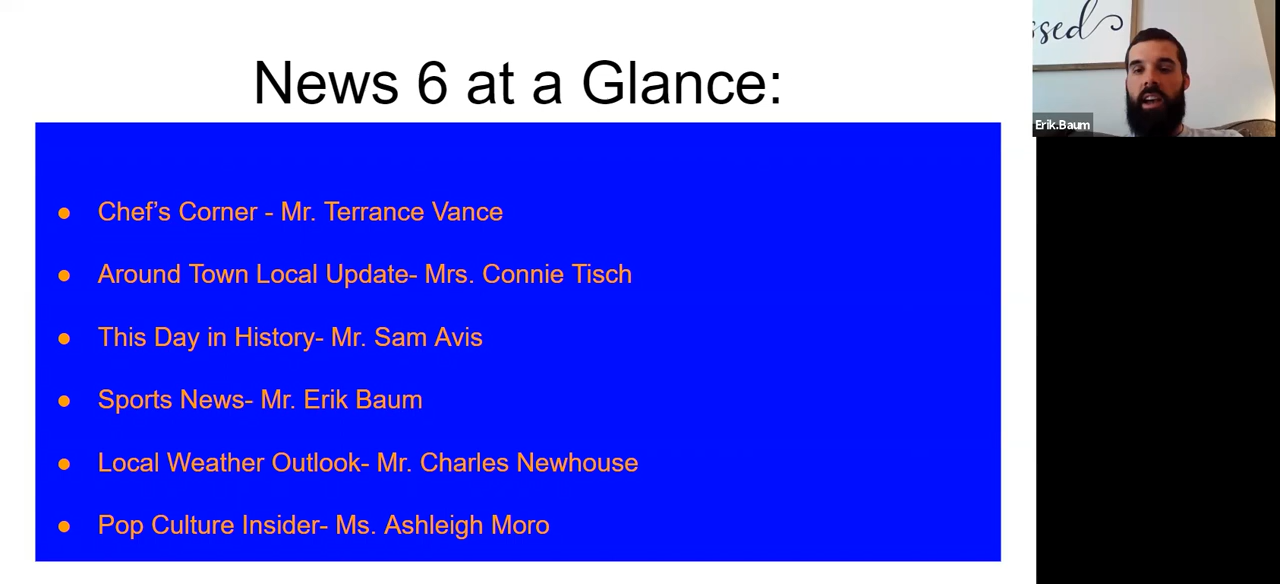 News 6 at a Glance:
● Chef’s Corner - Mr. Terrance Vance
● Around Town Local Update- Mrs. Connie Tisch
● This Day in History- Mr. Sam Avis
● Sports News- Mr. Erik Baum
● Local Weather Outlook- Mr. Charles Newhouse
● Pop Culture Insider- Ms. Ashleigh Moro
ssed
Erik.Baum